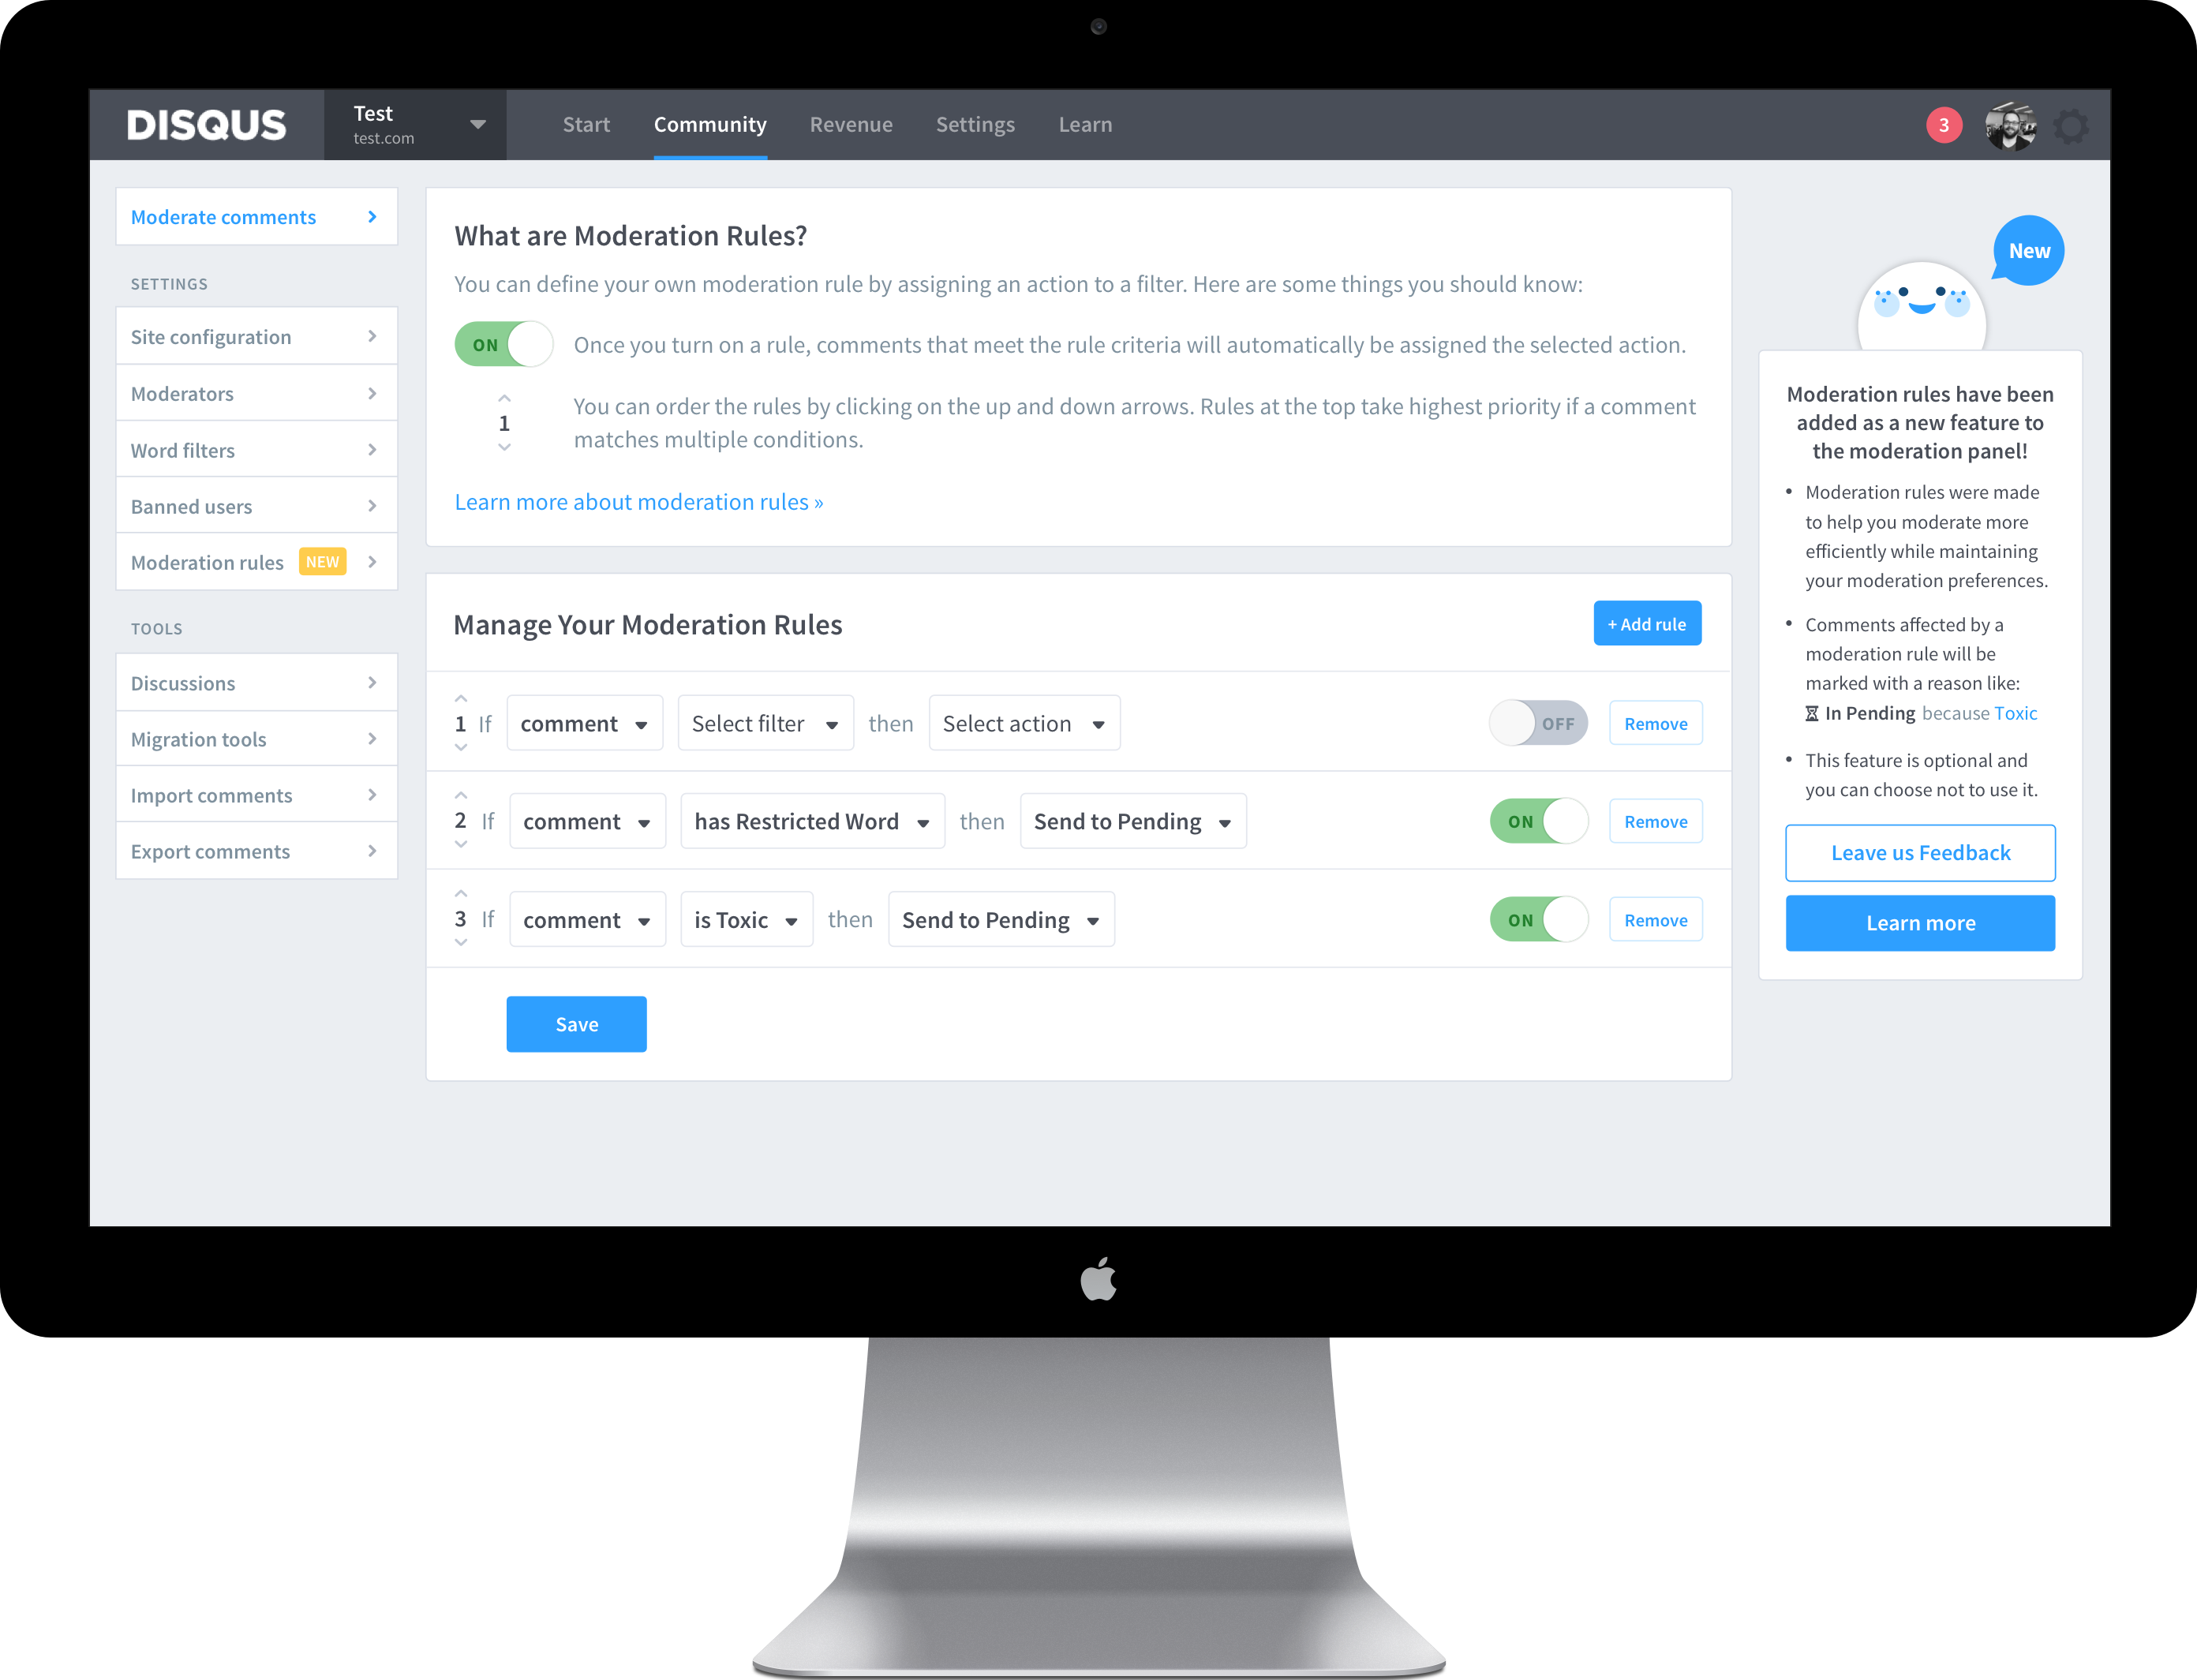 DISQUS
Test
test.com
Start
Community
Revenue
Settings
Learn
3
Moderate comments
SETTINGS
Site configuration
Moderators
Word filters
Banned users
Moderation rules NEW
TOOLS
Discussions
Migration tools
Import comments
Export comments
What are Moderation Rules?
You can define your own moderation rule by assigning an action to a filter. Here are some things you should know:
ON Once you turn on a rule, comments that meet the rule criteria will automatically be assigned the selected action.
1 You can order the rules by clicking on the up and down arrows. Rules at the top take highest priority if a comment
matches multiple conditions.
Learn more about moderation rules »
Manage Your Moderation Rules
+ Add rule
1 If comment Select filter then Select action OFF Remove
2 If comment has Restricted Word then Send to Pending ON Remove
3 If comment is Toxic then Send to Pending ON Remove
Save
New
Moderation rules have been
added as a new feature to
the moderation panel!
• Moderation rules were made
to help you moderate more
efficiently while maintaining
your moderation preferences.
• Comments affected by a
moderation rule will be
marked with a reason like:
In Pending because Toxic
• This feature is optional and
you can choose not to use it.
Leave us Feedback
Learn more